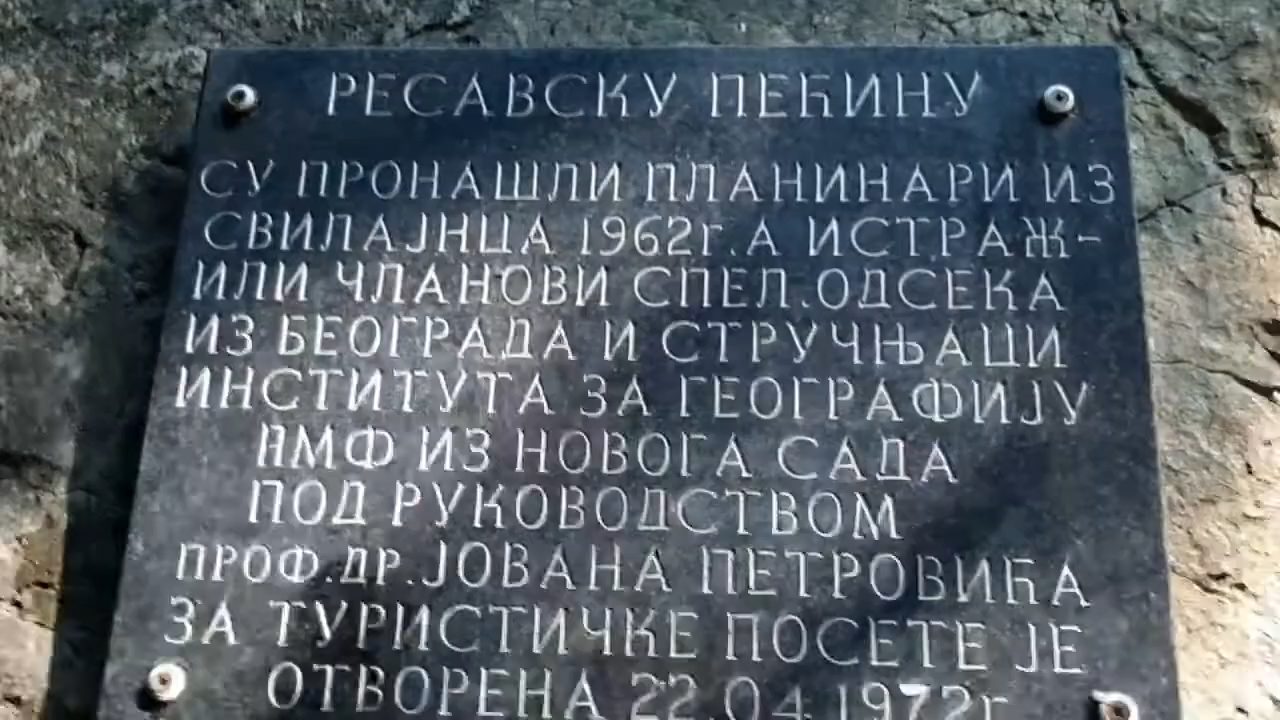 РЕСАВСКУ ПЕЋИНУ
СУ ПРОНАШЛИ ПЛАНИНАРИ ИЗ
СВИЛАЈНЦА 1962г.А ИСТРАЖ-
ИЛИ ЧЛАНОВИ СПЕЛ.ОДСЕКА
ИЗ БЕОГРАДА И СТРУЧЊАЦИ
ИНСТИТУТА ЗА ГЕОГРАФИЈУ
ПМФ ИЗ НОВОГА САДА
ПОД РУКОВОДСТВОМ
ПРОФ.ДР.ЈОВАНА ПЕТРОВИЋА
ЗА ТУРИСТИЧКЕ ПОСЕТЕ ЈЕ
ОТВОРЕНА 22.04.1972г